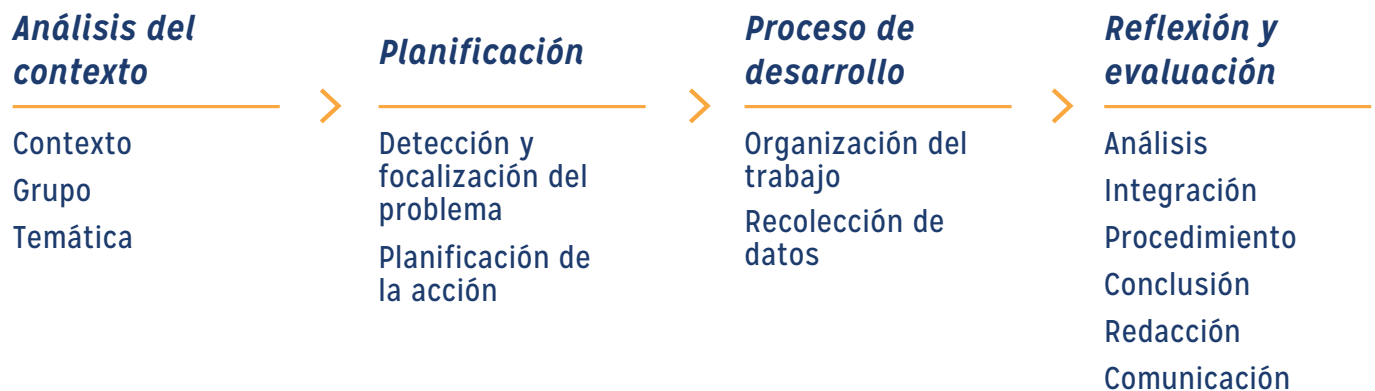 Análisis del
contexto
Contexto
Grupo
Temática
Planificación
Detección y
focalización del
problema
Planificación de
la acción
Proceso de
desarrollo
Organización del
trabajo
Recolección de
datos
Reflexión y
evaluación
Análisis
Integración
Procedimiento
Conclusión
Redacción
Comunicación